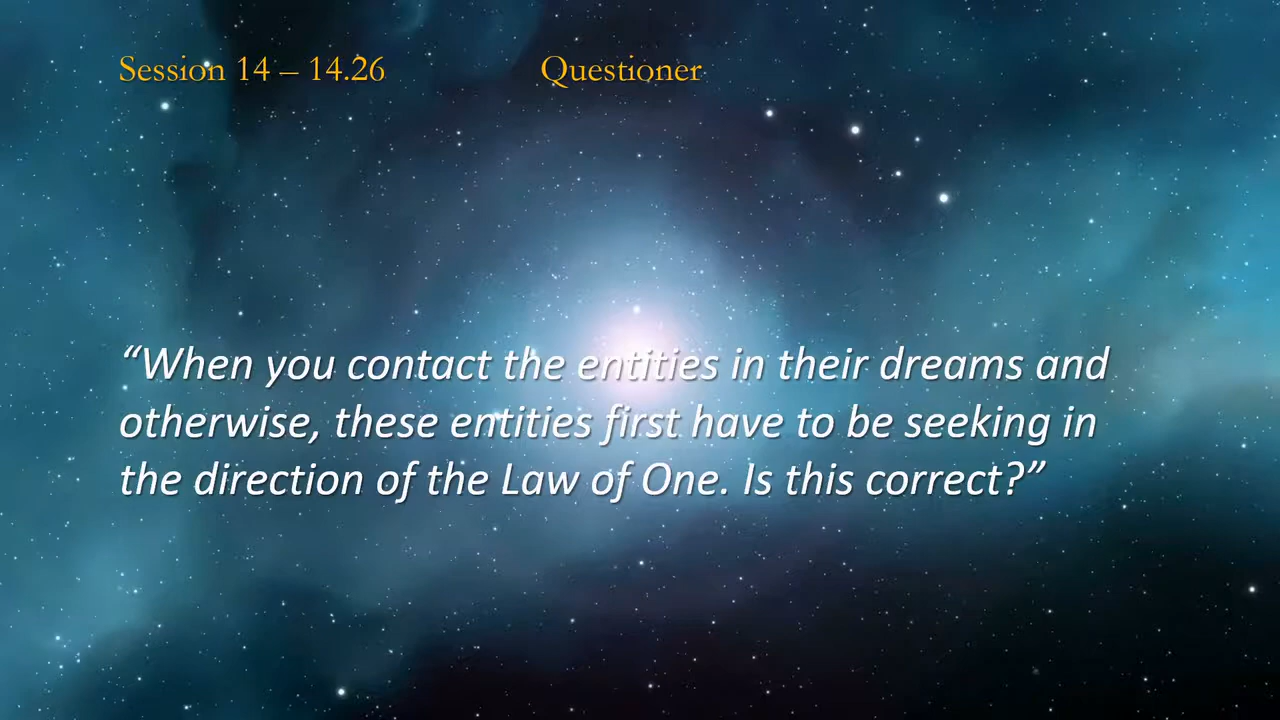 Session 14 – 14.26 Questioner
“When you contact the entities in their dreams and
otherwise, these entities first have to be seeking in
the direction of the Law of One. Is this correct?”